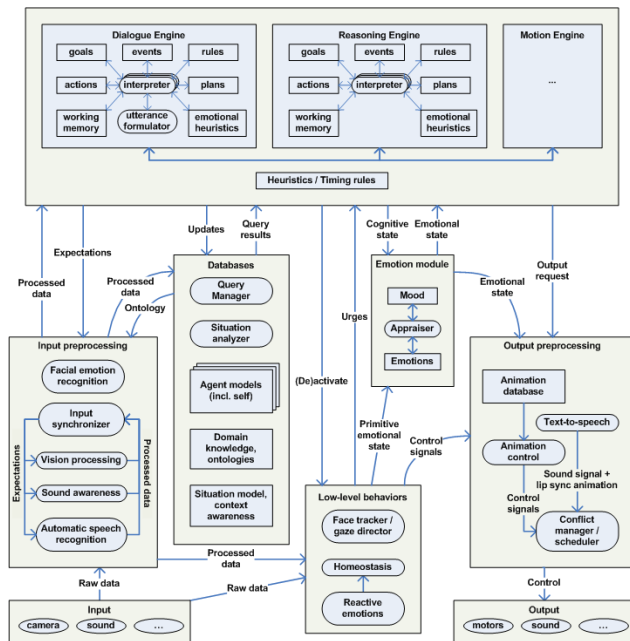 Dialogue Engine
goals
events
rules
actions
interpreter
plans
working
memory
utterance
formulator
emotional
heuristics
Reasoning Engine
goals
events
rules
actions
interpreter
plans
working
memory
emotional
heuristics
Motion Engine
...
Heuristics / Timing rules
Processed
data
Expectations
Updates
Query
results
Cognitive
state
Emotional
state
Output
request
Processed
data
Ontology
Databases
Query
Manager
Situation
analyzer
Agent models
(incl. self)
Domain
knowledge,
ontologies
Situation model,
context
awareness
Urges
(De)activate
Emotion module
Mood
Appraiser
Emotions
Emotional
state
Primitive
emotional
state
Control
signals
Input preprocessing
Facial emotion
recognition
Input
synchronizer
Vision processing
Sound awareness
Automatic speech
recognition
Expectations
Processed data
Output preprocessing
Animation
database
Text-to-speech
Animation
control
Sound signal +
lip sync animation
Control
signals
Conflict
manager /
scheduler
Low-level behaviors
Face tracker /
gaze director
Homeostasis
Reactive
emotions
Processed
data
Raw data
Raw data
Control
Input
camera
sound
...
Output
motors
sound
...